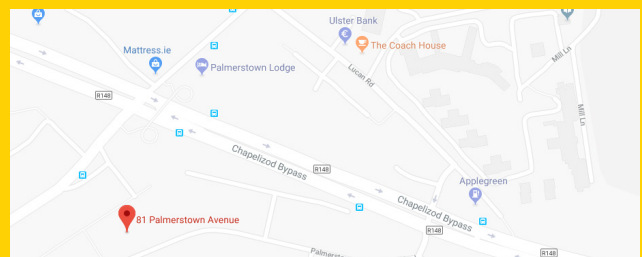 Ulster Bank
The Coach House
Mattress.ie
Palmerstown Lodge
Lucan Rd
Mill Ln
Mill Ln
R148
Chapelizod Bypass
R148
Applegreen
Chapelizod Bypass
81 Palmerstown Avenue
R148
R148
Palmerst